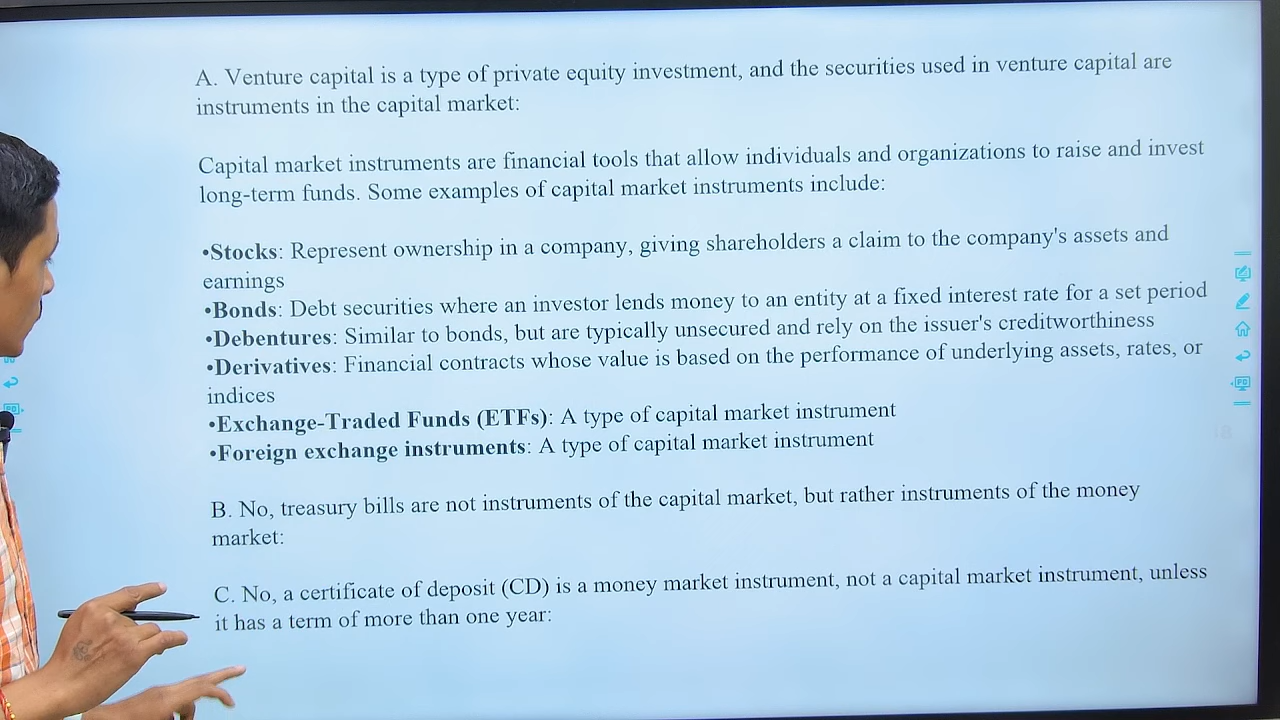 A. Venture capital is a type of private equity investment, and the securities used in venture capital are
instruments in the capital market:
Capital market instruments are financial tools that allow individuals and organizations to raise and invest
long-term funds. Some examples of capital market instruments include:
•Stocks: Represent ownership in a company, giving shareholders a claim to the company's assets and
earnings
•Bonds: Debt securities where an investor lends money to an entity at a fixed interest rate for a set period
•Debentures: Similar to bonds, but are typically unsecured and rely on the issuer's creditworthiness
•Derivatives: Financial contracts whose value is based on the performance of underlying assets, rates, or
indices
•Exchange-Traded Funds (ETFs): A type of capital market instrument
•Foreign exchange instruments: A type of capital market instrument
18
B. No, treasury bills are not instruments of the capital market, but rather instruments of the money
market:
C. No, a certificate of deposit (CD) is a money market instrument, not a capital market instrument, unless
it has a term of more than one year: